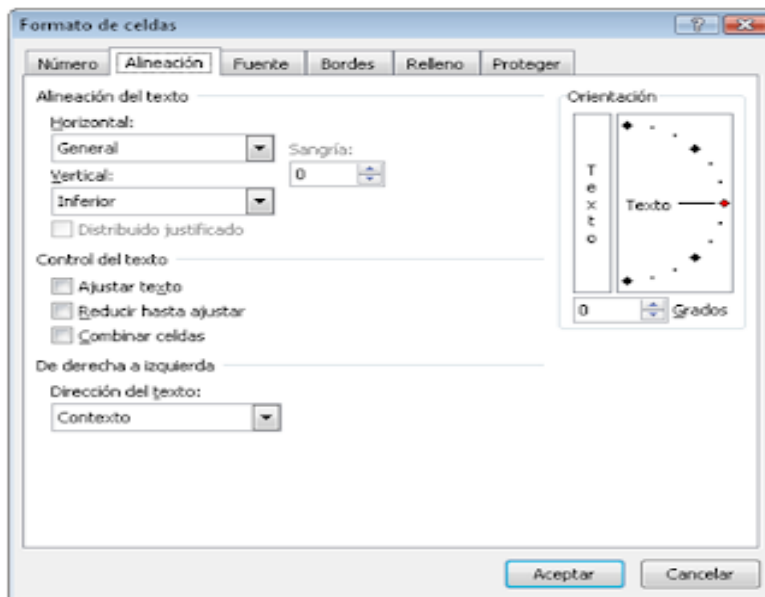 Formato de celdas
Número Alineación Fuente Bordes Relleno Proteger
Alineación del texto
Horizontal:
General
Sangría:
0
Vertical:
Inferior
Distribuido justificado
Control del texto
Ajustar texto
Reducir hasta ajustar
Combinar celdas
De derecha a izquierda
Dirección del texto:
Contexto
Orientación
Texto
Texto
0 Grados
Aceptar Cancelar